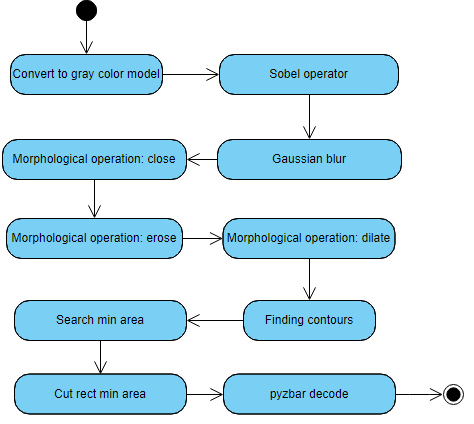 Convert to gray color model
Sobel operator
Gaussian blur
Morphological operation: close
Morphological operation: erose
Morphological operation: dilate
Finding contours
Search min area
Cut rect min area
pyzbar decode